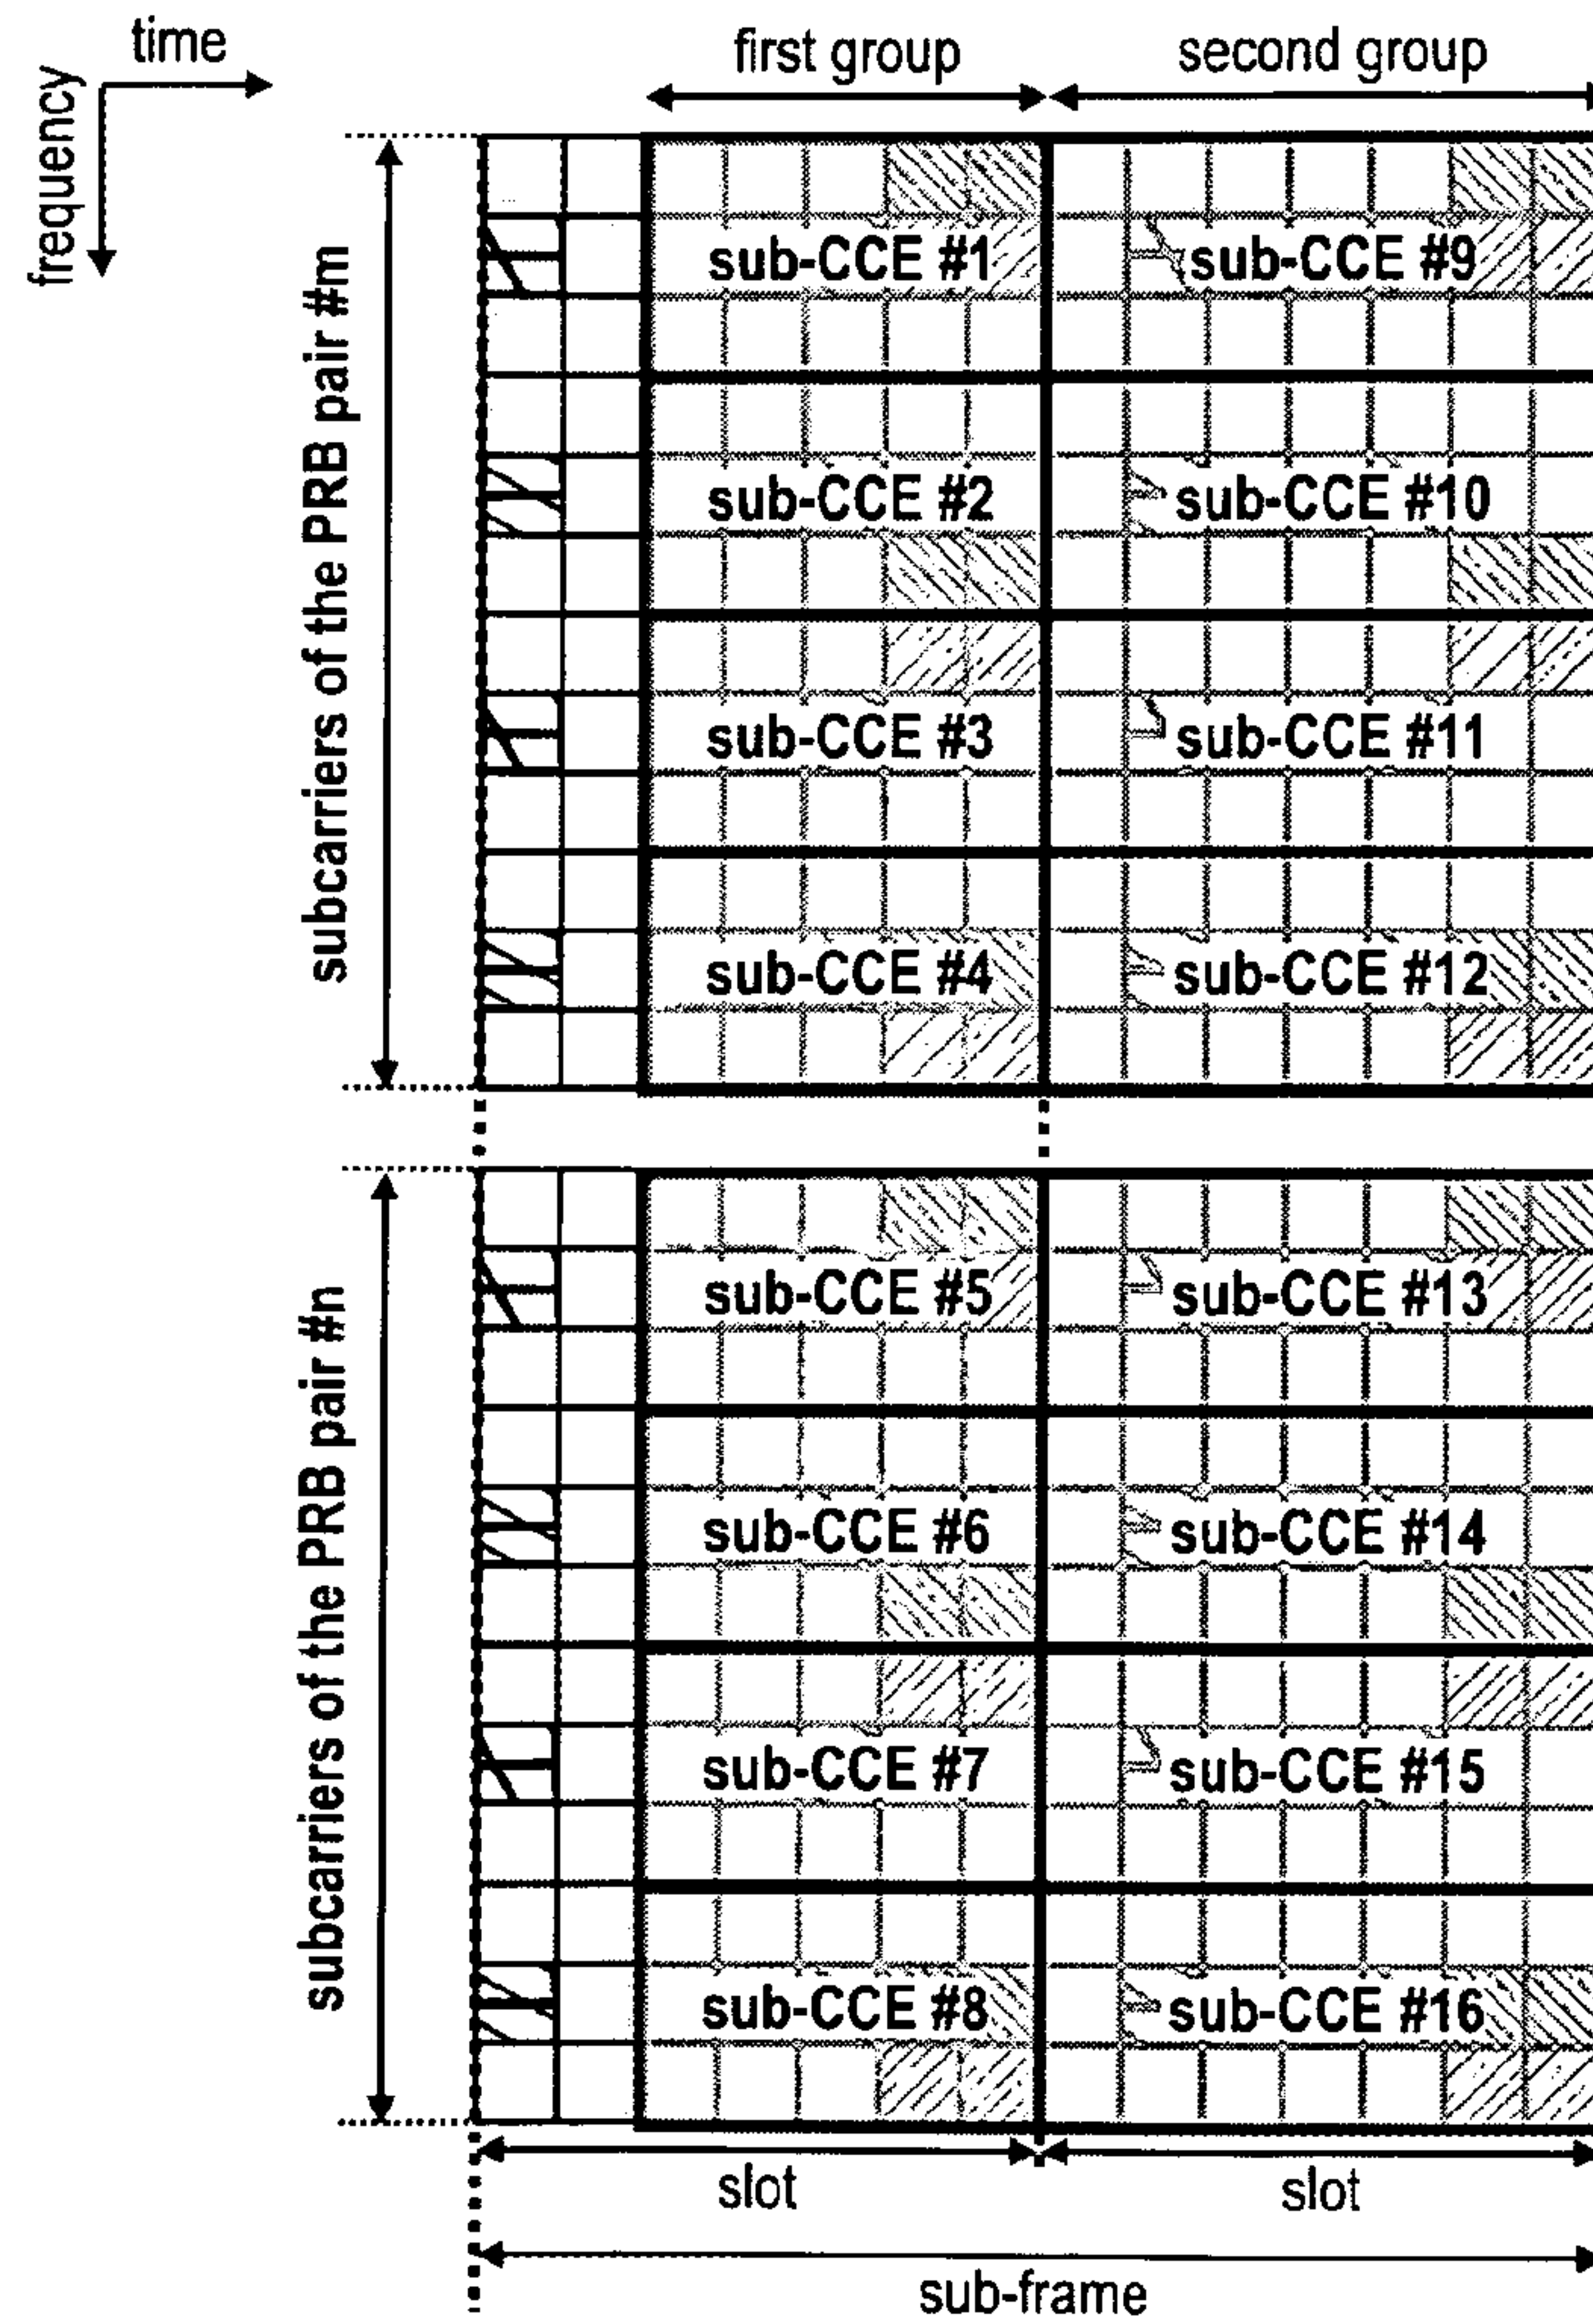 time
first group
second group
frequency
subcarriers of the PRB pair #m
sub-CCE #1
sub-CCE #9
sub-CCE #2
sub-CCE #10
sub-CCE #3
sub-CCE #11
sub-CCE #4
sub-CCE #12
subcarriers of the PRB pair #n
sub-CCE #5
sub-CCE #13
sub-CCE #6
sub-CCE #14
sub-CCE #7
sub-CCE #15
sub-CCE #8
sub-CCE #16
slot
slot
sub-frame